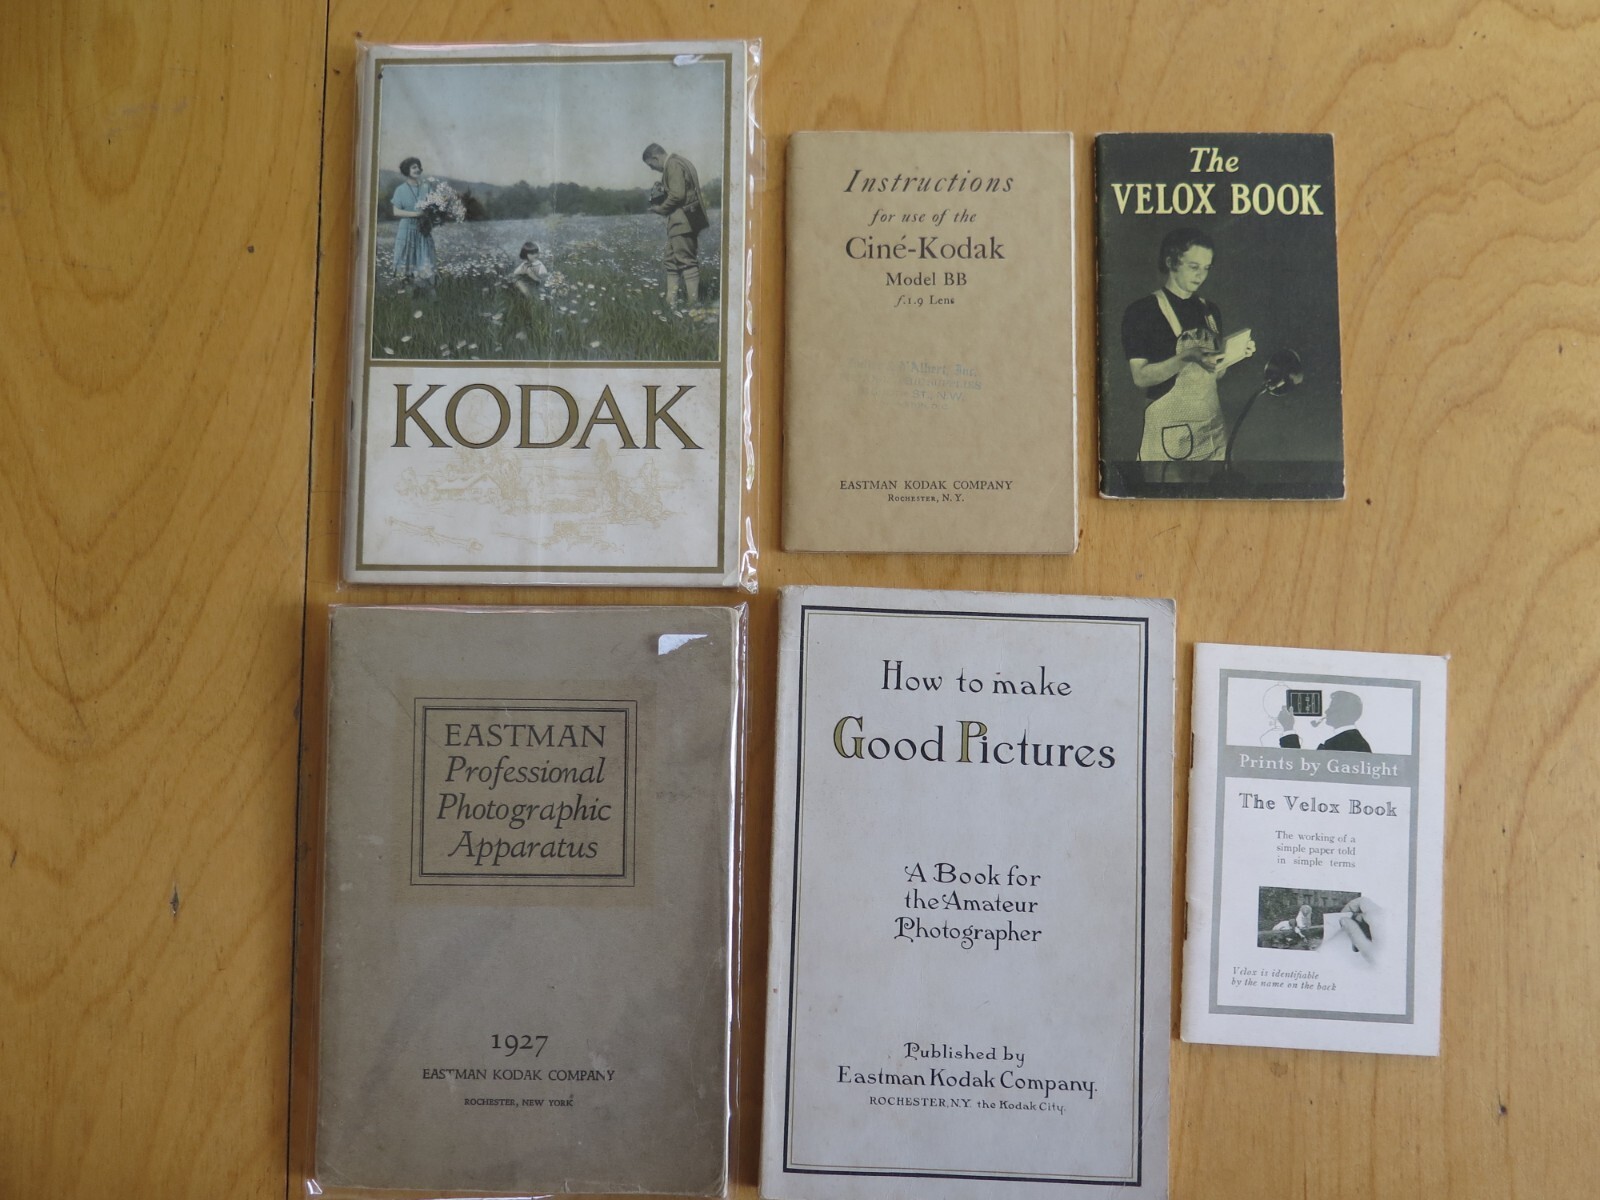 KODAK
Instructions
for use of the
Ciné-Kodak
Model BB
f.1.9 Lens
Albert, Inc.
ST., N.W.
EASTMAN KODAK COMPANY
ROCHESTER, N. Y.
The
VELOX BOOK
EASTMAN
Professional
Photographic
Apparatus
1927
EASTMAN KODAK COMPANY
ROCHESTER, NEW YORK
How to make
Good Pictures
A Book for
the Amateur
Photographer
Published by
Eastman Kodak Company.
ROCHESTER, N.Y. the Kodak City.
Prints by Gaslight
The Velox Book
The working of a
simple paper told
in simple terms
Velox is identifiable
by the name on the back